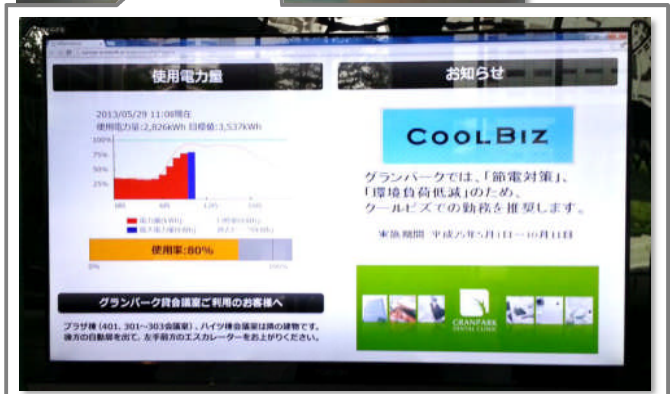 使用電力量
2013/05/29 11:00現在
使用電力量:2,826kWh 目標値:3,537kWh
100%
75%
50%
25%
使用率:80%
0%
100%
グランパーク貸会議室ご利用のお客様へ
プラザ棟(401, 301~303会議室)、ハイツ棟会議室は隣の建物です。
後方の自動扉を出て、左手前方のエスカレーターをお上がりください。
お知らせ
COOLBIZ
グランパークでは、「節電対策」、
「環境負荷低減」のため、
クールビズでの勤務を推奨します。
実施期間 平成25年5月1日~10月31日
GRANPARK
DENTAL CLINIC